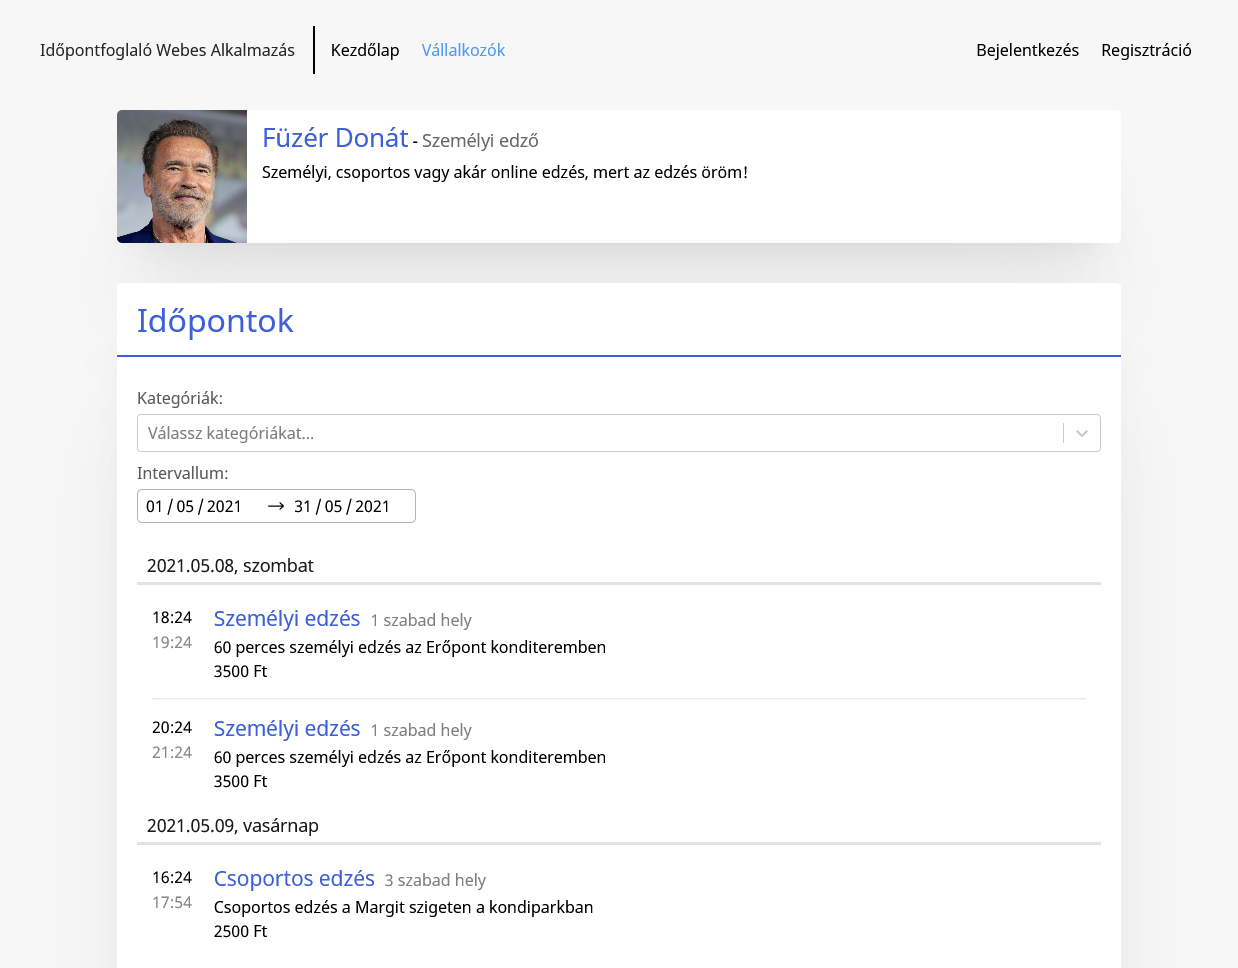 Időpontfoglaló Webes Alkalmazás Kezdőlap Vállalkozók Bejelentkezés Regisztráció
Füzér Donát - Személyi edző
Személyi, csoportos vagy akár online edzés, mert az edzés öröm!
Időpontok
Kategóriák:
Válassz kategóriákat...
Intervallum:
01 / 05 / 2021 → 31 / 05 / 2021
2021.05.08, szombat
18:24 Személyi edzés 1 szabad hely
19:24 60 perces személyi edzés az Erőpont konditeremben
3500 Ft
20:24 Személyi edzés 1 szabad hely
21:24 60 perces személyi edzés az Erőpont konditeremben
3500 Ft
2021.05.09, vasárnap
16:24 Csoportos edzés 3 szabad hely
17:54 Csoportos edzés a Margit szigeten a kondiparkban
2500 Ft